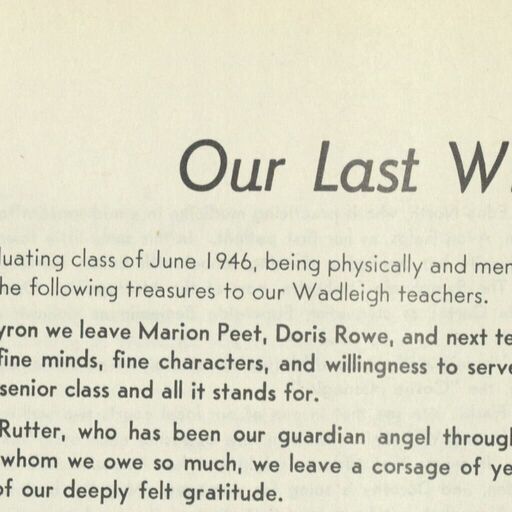 Our Last W
luating class of June 1946, being physically and men
he following treasures to our Wadleigh teachers.
yron we leave Marion Peet, Doris Rowe, and next te
fine minds, fine characters, and willingness to serve
senior class and all it stands for.
Rutter, who has been our guardian angel through
whom we owe so much, we leave a corsage of ye
of our deeply felt gratitude.